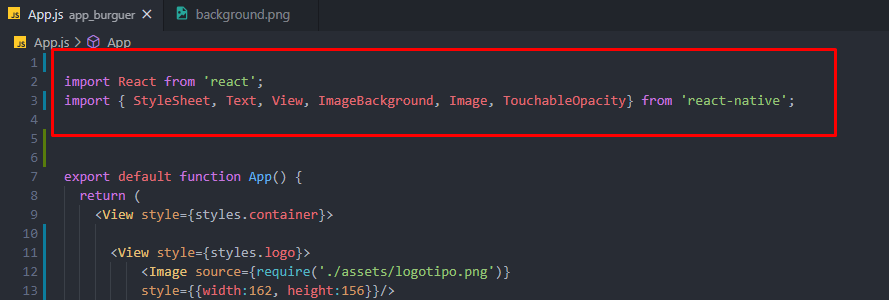 JS App.js app_burguer × background.png
JS App.js > App
1
2 import React from 'react';
3 import { StyleSheet, Text, View, ImageBackground, Image, TouchableOpacity} from 'react-native';
4
5
6
7 export default function App() {
8 return (
9 <View style={styles.container}>
10
11 <View style={styles.logo}>
12 <Image source={require('./assets/logotipo.png')}
13 style={{width:162, height:156}}/>